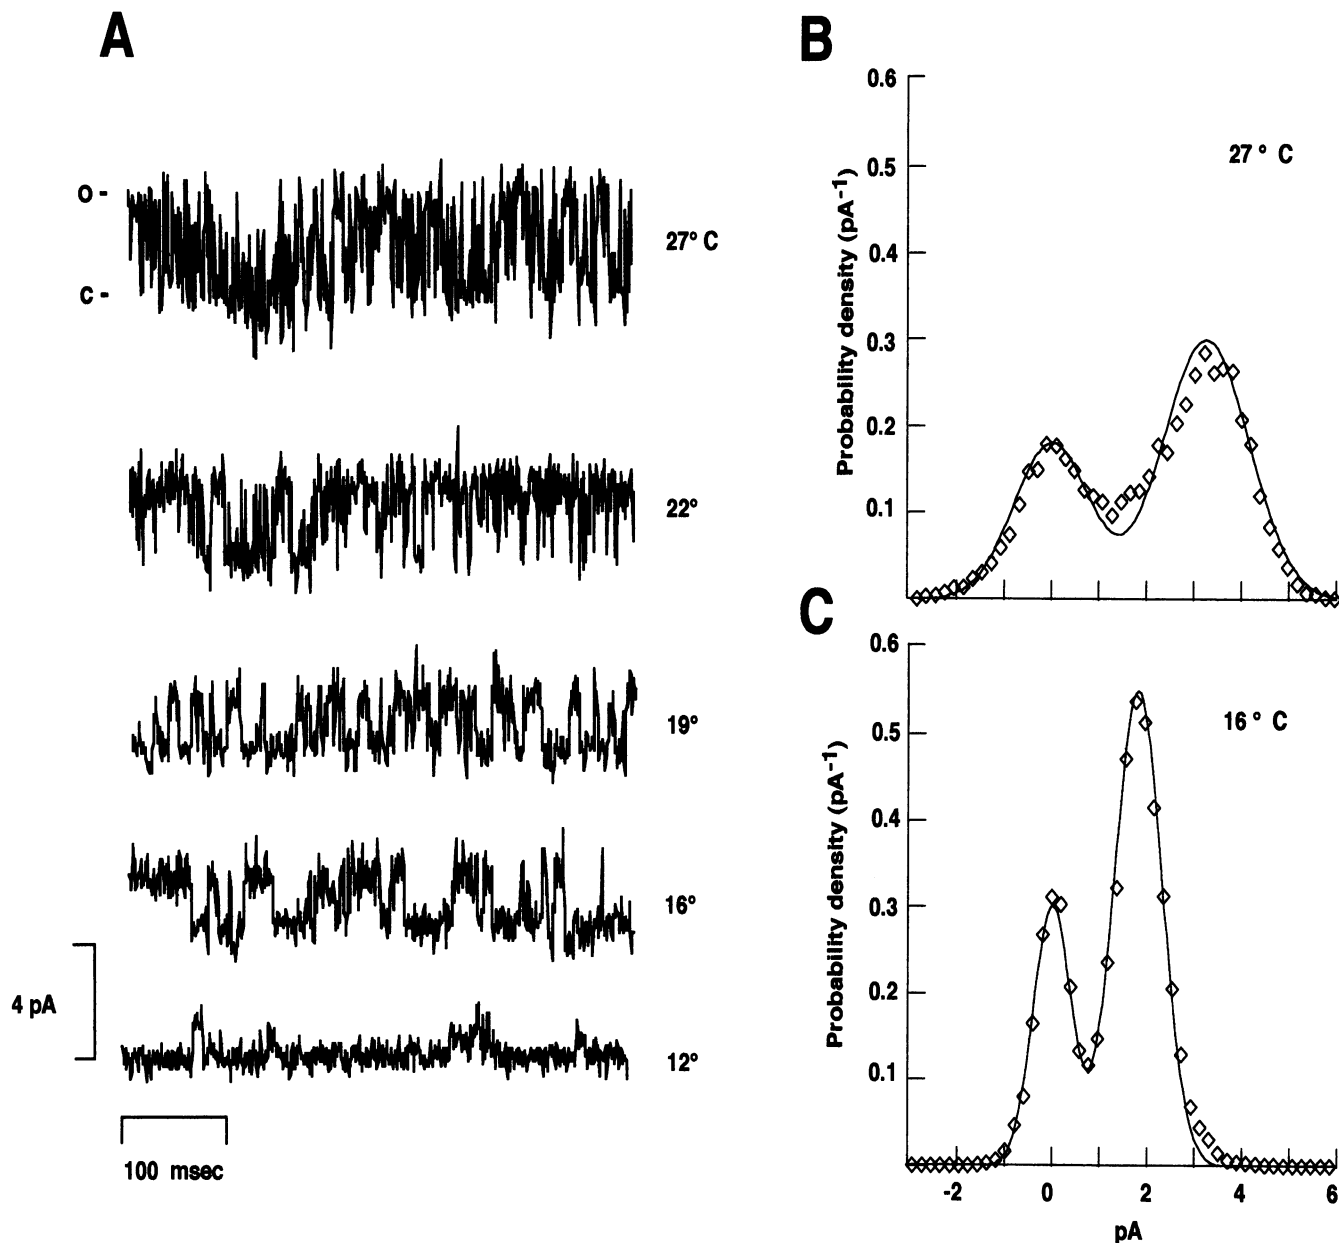 A
O -
C -
27° C
22°
19°
16°
12°
4 pA
100 msec
B
Probability density (pA-1)
0.6
0.5
0.4
0.3
0.2
0.1
27° C
C
Probability density (pA-1)
0.6
0.5
0.4
0.3
0.2
0.1
16° C
-2 0 2 4 6
pA